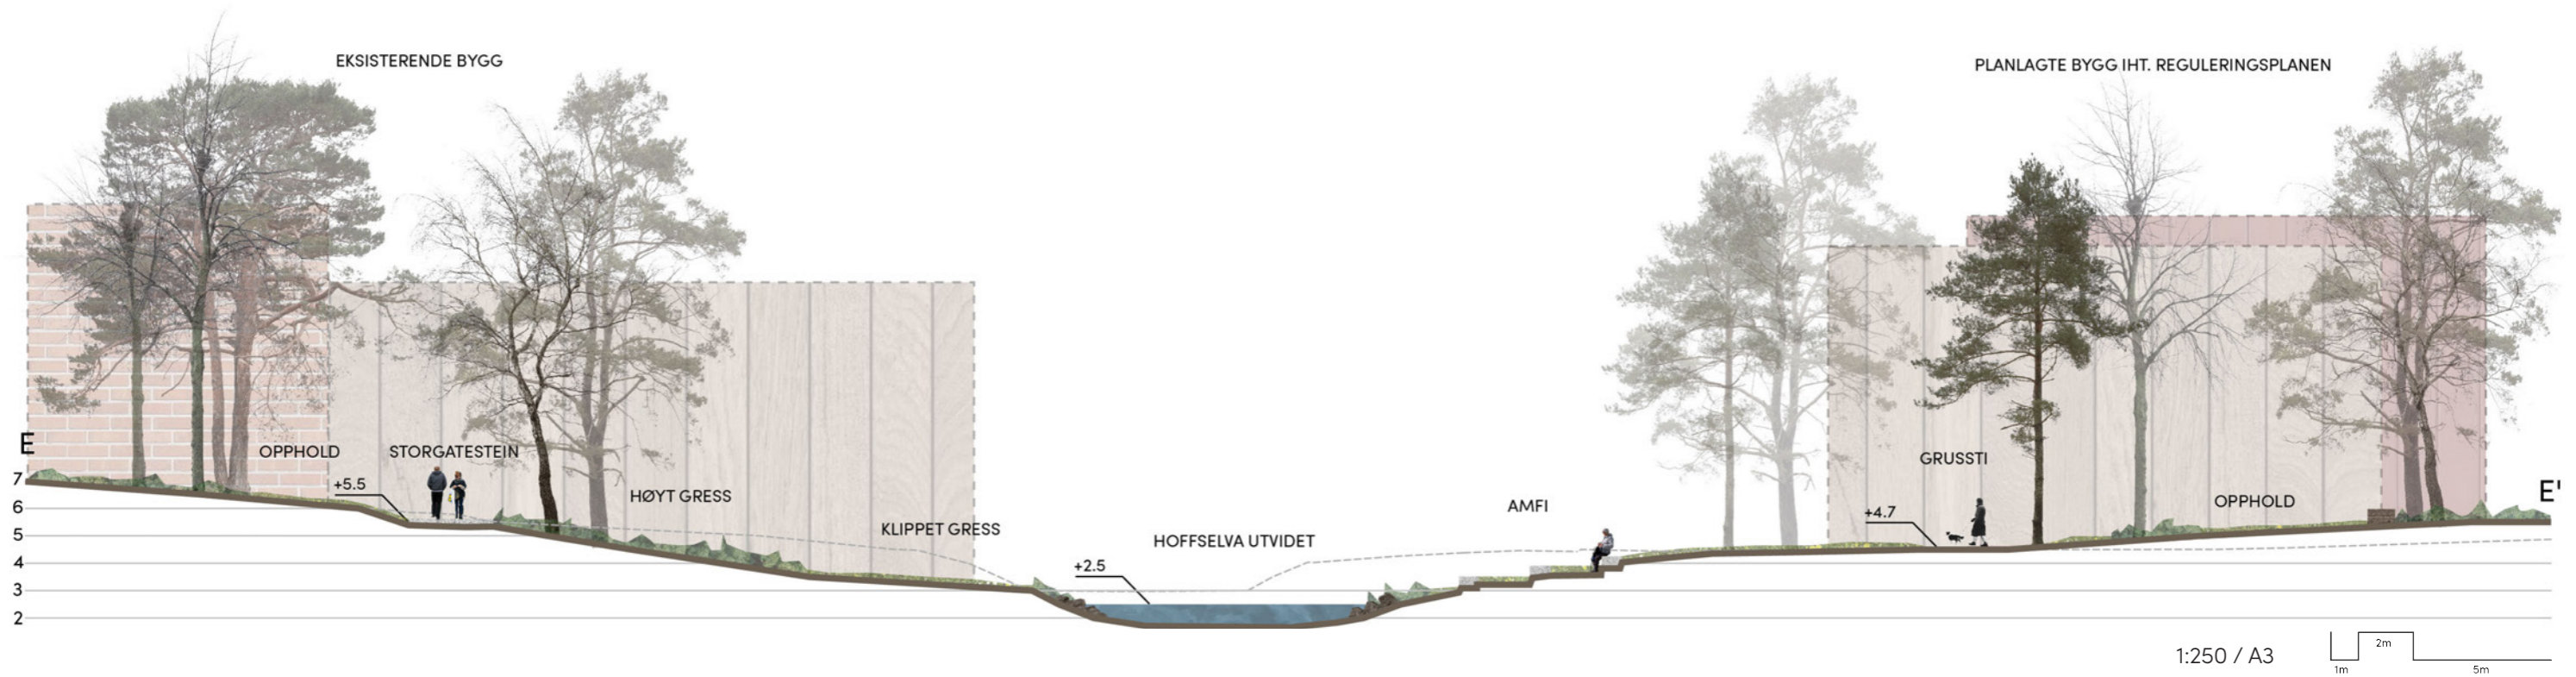 EKSISTERENDE BYGG
PLANLAGTE BYGG IHT. REGULERINGSPLANEN
E
OPPHOLD
STORGATESTEIN
GRUSSTI
7
+5.5
HØYT GRESS
E'
OPPHOLD
6
AMFI
+4.7
5
KLIPPET GRESS
HOFFSELVA UTVIDET
4
+2.5
3
2
1:250 / A3
2m
1m
5m